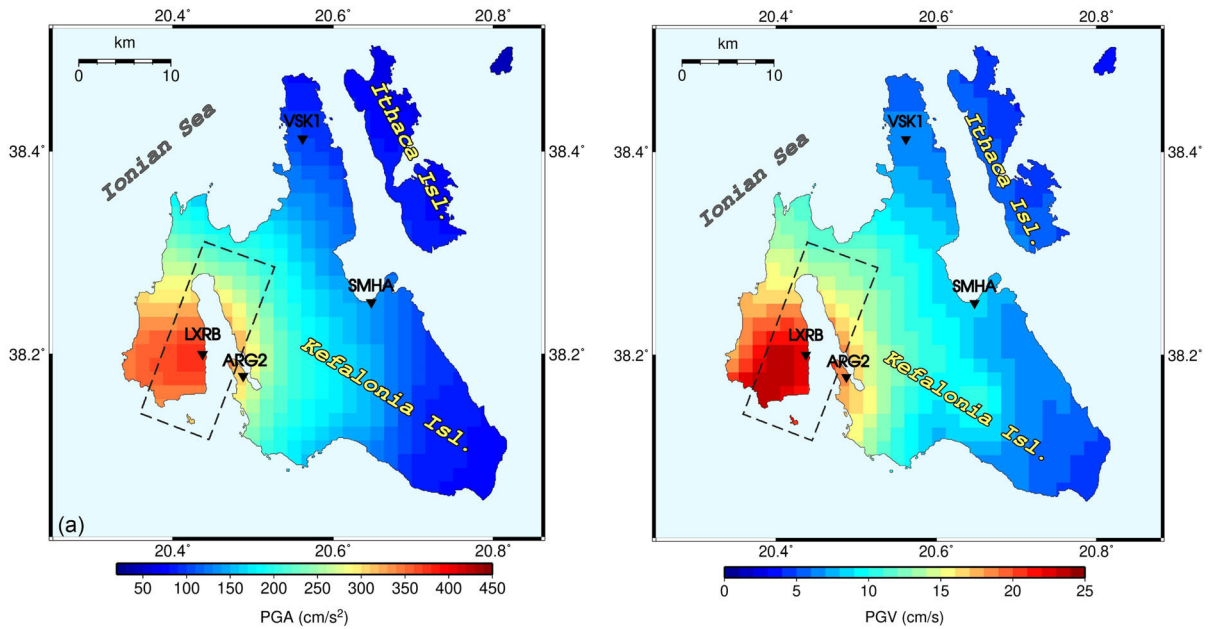 20.4° 20.6° 20.8°
km
0 10
Ionian Sea
Ithaca Isl.
VSK1
38.4° 38.4°
SMHA
LXRB
38.2° 38.2°
ARG2
Kefalonia Isl.
(a)
20.4° 20.6° 20.8°
50 100 150 200 250 300 350 400 450
PGA (cm/s²)
20.4° 20.6° 20.8°
km
0 10
Ionian Sea
Ithaca Isl.
VSK1
38.4°
SMHA
LXRB
38.2°
ARG2
Kefalonia Isl.
20.4° 20.6° 20.8°
0 5 10 15 20 25
PGV (cm/s)